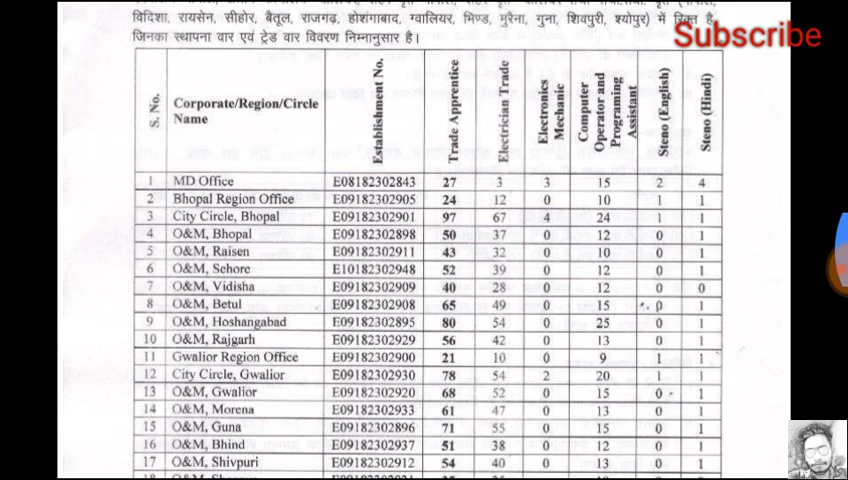 विदिशा, रायसेन, सीहोर, बैतूल, राजगढ़, होशंगाबाद, ग्वालियर, भिण्ड, मुरैना, गुना, शिवपुरी, श्योपुर) में रिक्त है
जिनका स्थापना वार एवं ट्रेड वार विवरण निम्नानुसार है।
Subscribe
S. No. Corporate/Region/Circle Name Establishment No. Trade Apprentice Electrician Trade Electronics Mechanic Computer Operator and Programing Assistant Steno (English) Steno (Hindi)
1 MD Office E08182302843 27 3 3 15 2 4
2 Bhopal Region Office E09182302905 24 12 0 10 1 1
3 City Circle, Bhopal E09182302901 97 67 4 24 1 1
4 O&M, Bhopal E09182302898 50 37 0 12 0 1
5 O&M, Raisen E09182302911 43 32 0 10 0 1
6 O&M, Sehore E10182302948 52 39 0 12 0 1
7 O&M, Vidisha E09182302909 40 28 0 12 0 0
8 O&M, Betul E09182302908 65 49 0 15 0 1
9 O&M, Hoshangabad E09182302895 80 54 0 25 0 1
10 O&M, Rajgarh E09182302929 56 42 0 13 0 1
11 Gwalior Region Office E09182302900 21 10 0 9 1 1
12 City Circle, Gwalior E09182302930 78 54 2 20 1 1
13 O&M, Gwalior E09182302920 68 52 0 15 0 1
14 O&M, Morena E09182302933 61 47 0 13 0 1
15 O&M, Guna E09182302896 71 55 0 15 0 1
16 O&M, Bhind E09182302937 51 38 0 12 0 1
17 O&M, Shivpuri E09182302912 54 40 0 13 0 1